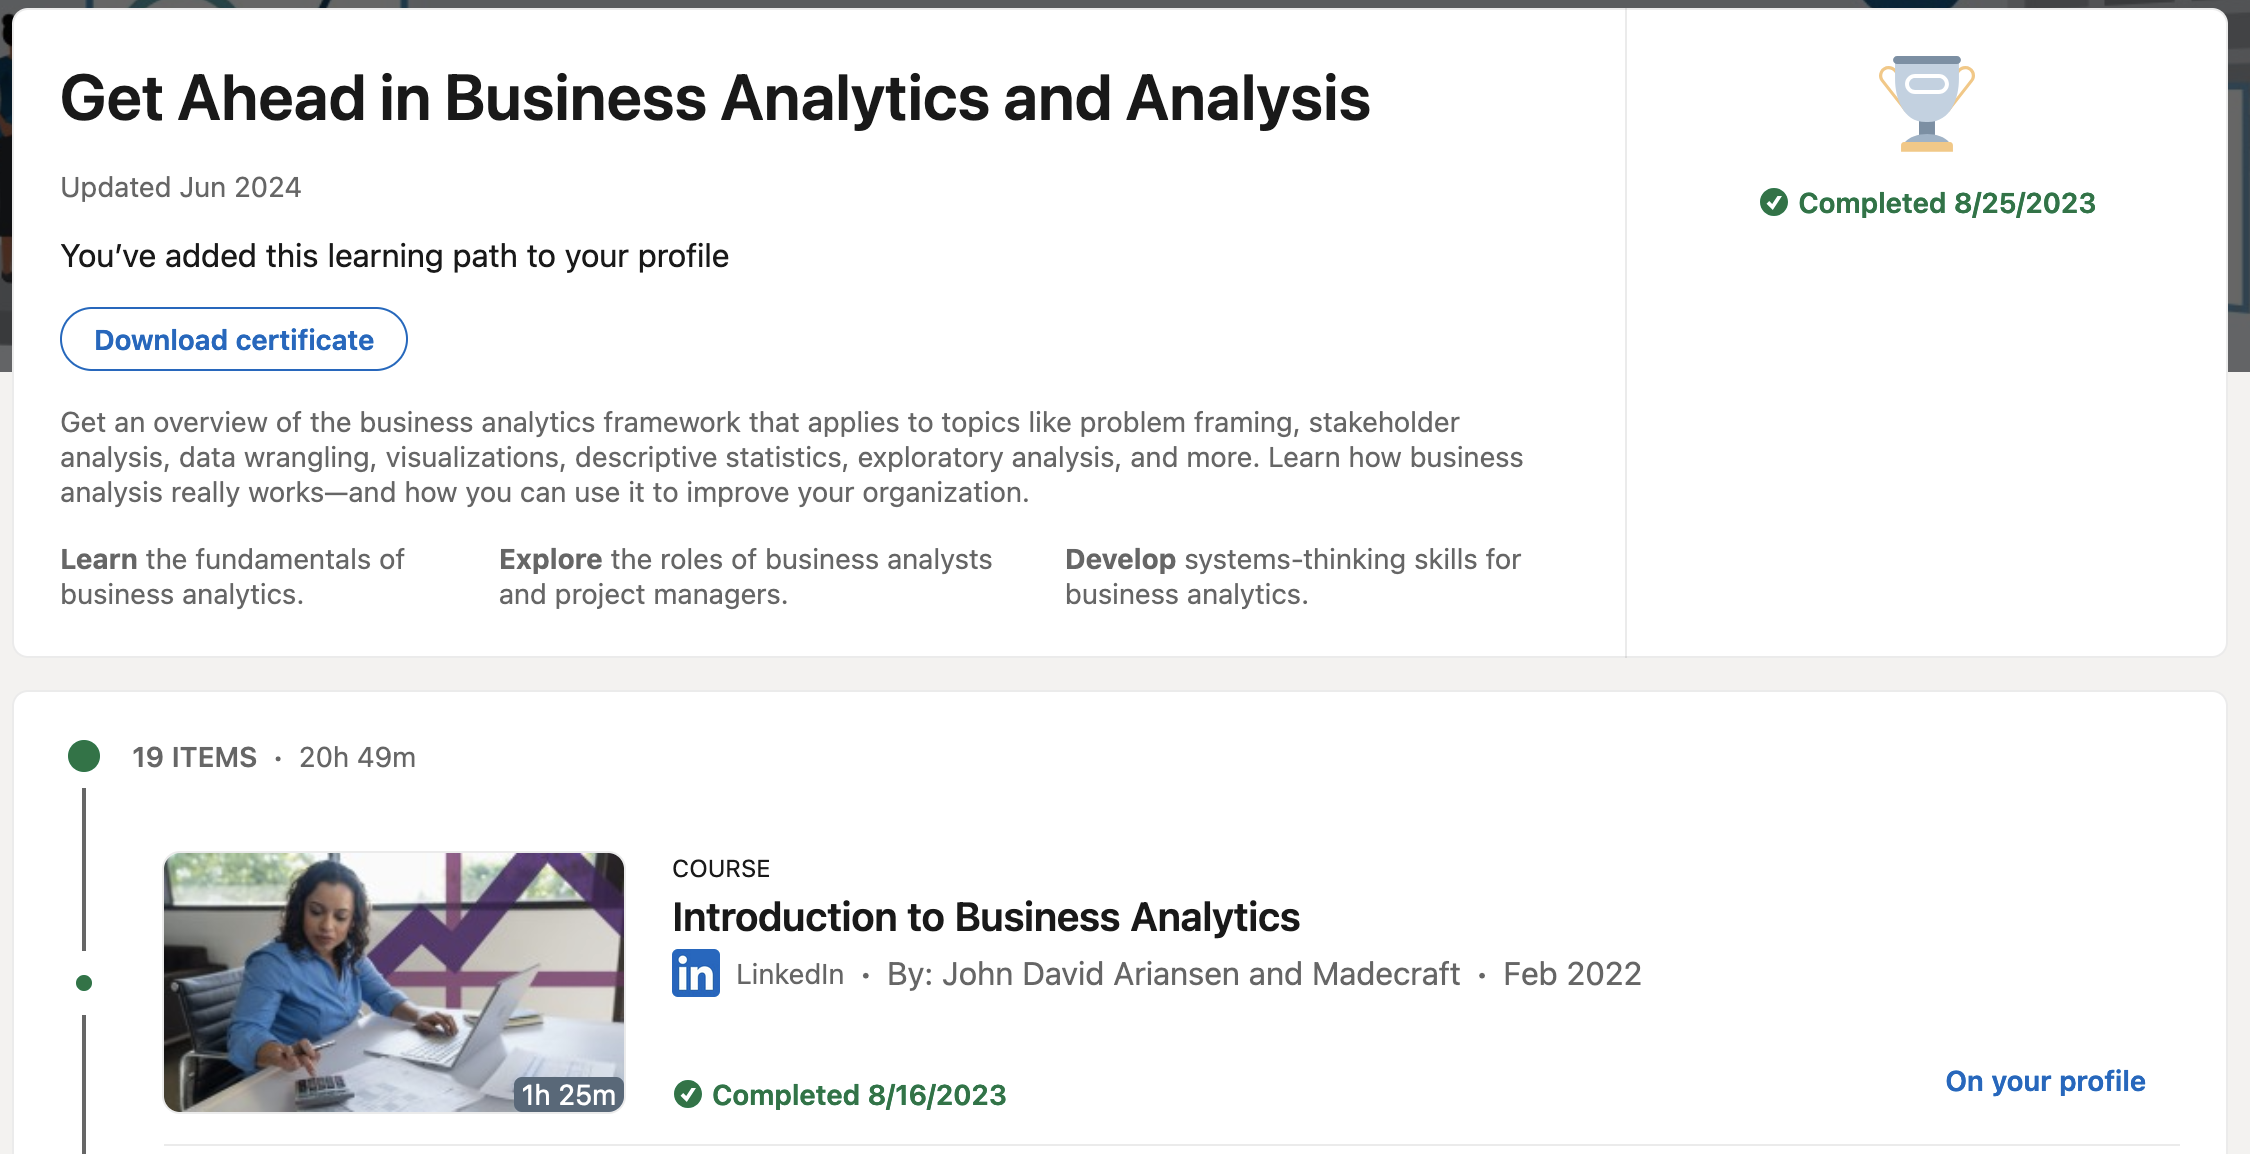 Get Ahead in Business Analytics and Analysis
Updated Jun 2024
You’ve added this learning path to your profile
Download certificate
Get an overview of the business analytics framework that applies to topics like problem framing, stakeholder
analysis, data wrangling, visualizations, descriptive statistics, exploratory analysis, and more. Learn how business
analysis really works—and how you can use it to improve your organization.
Learn the fundamentals of
business analytics.
Explore the roles of business analysts
and project managers.
Develop systems-thinking skills for
business analytics.
Completed 8/25/2023
19 ITEMS · 20h 49m
1h 25m
COURSE
Introduction to Business Analytics
in LinkedIn · By: John David Ariansen and Madecraft · Feb 2022
Completed 8/16/2023
On your profile